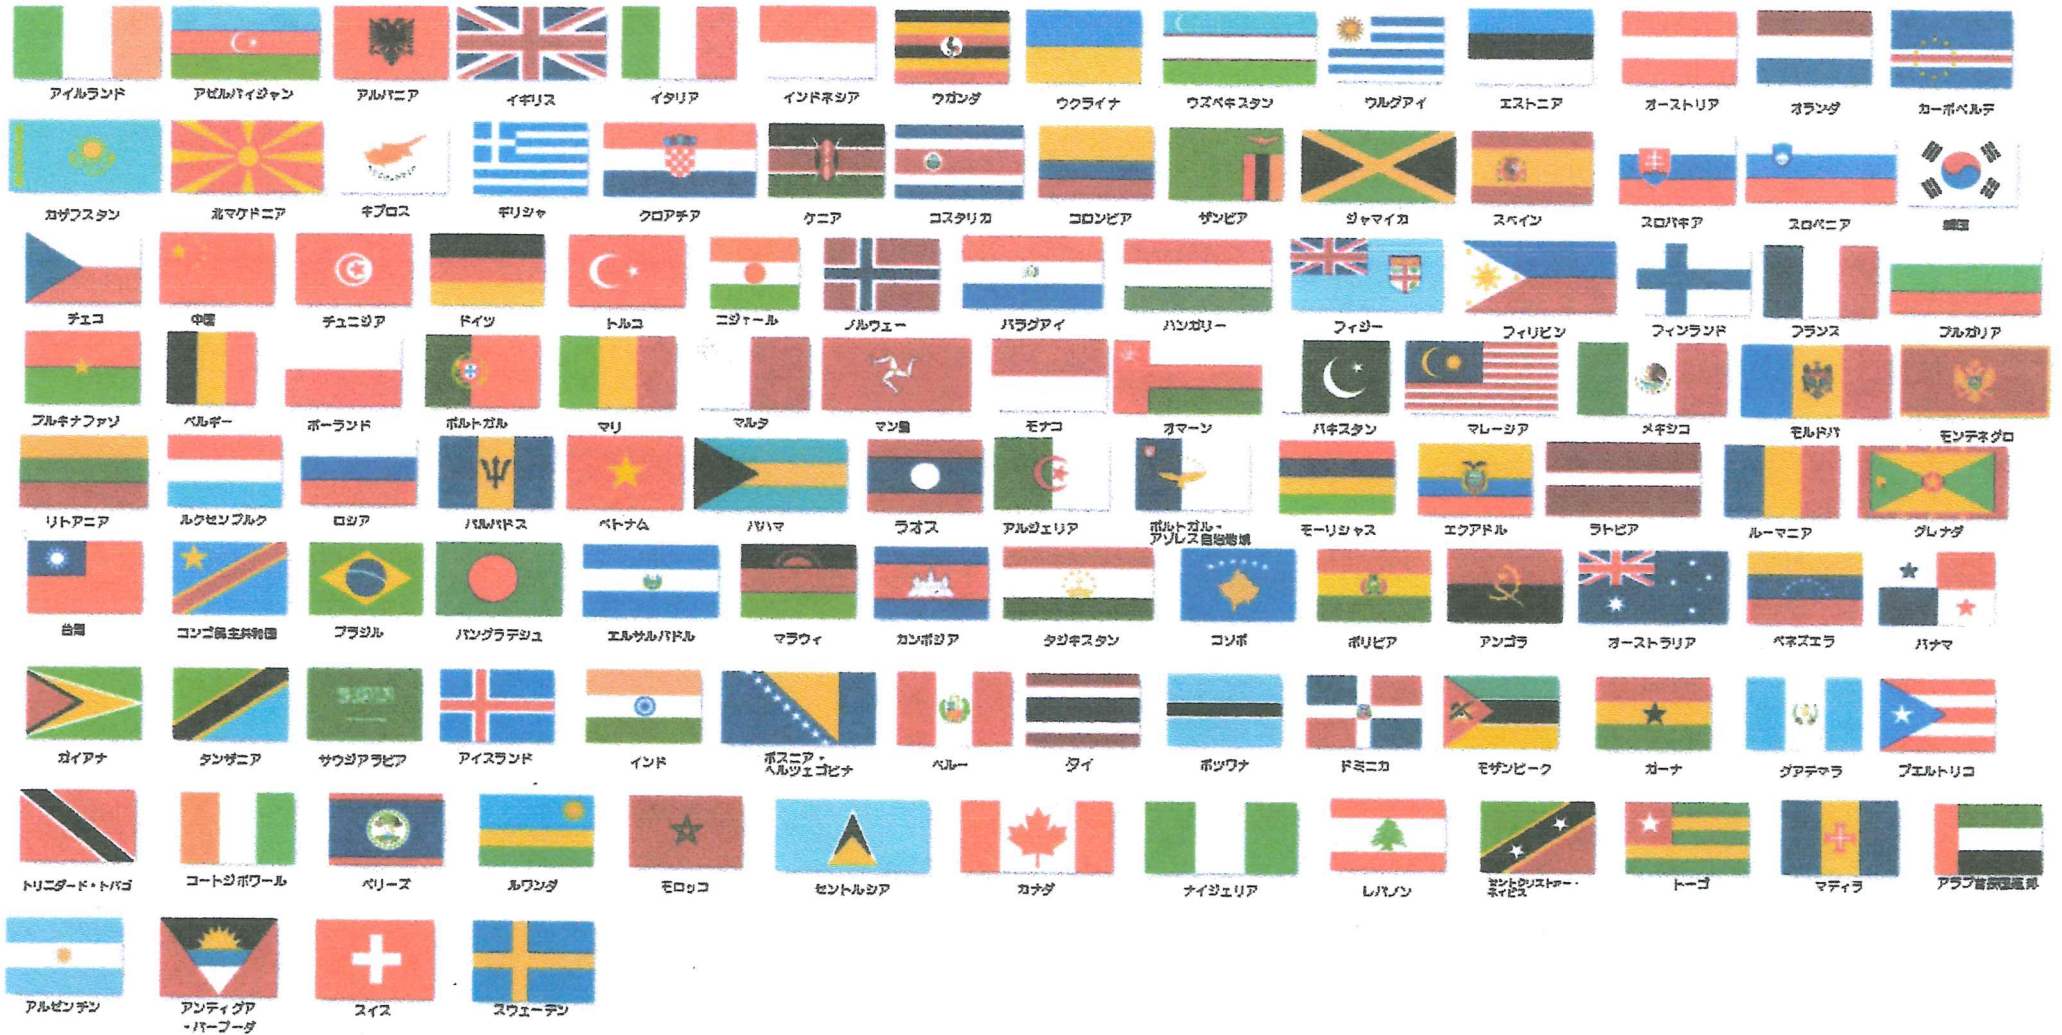 アイルランド
アゼルバイジャン
アルバニア
イギリス
イタリア
インドネシア
ウガンダ
ウクライナ
ウズベキスタン
ウルグアイ
エストニア
オーストリア
オランダ
カーボベルデ
カザフスタン
北マケドニア
キプロス
ギリシャ
クロアチア
ケニア
コスタリカ
コロンビア
ザンビア
ジャマイカ
スペイン
スロバキア
スロベニア
韓国
チェコ
中国
チュニジア
ドイツ
トルコ
ニジャール
ノルウェー
パラグアイ
ハンガリー
フィジー
フィリピン
フィンランド
フランス
ブルガリア
ブルキナファソ
ベルギー
ポーランド
ポルトガル
マリ
マルタ
マン島
モナコ
オマーン
パキスタン
マレーシア
メキシコ
モルドバ
モンテネグロ
リトアニア
ルクセンブルク
ロシア
バルバドス
ベトナム
バハマ
ラオス
アルジェリア
ポルトガル・
アゾレス自治地域
モーリシャス
エクアドル
ラトビア
ルーマニア
グレナダ
台湾
コンゴ民主共和国
ブラジル
バングラデシュ
エルサルバドル
マラウィ
カンボジア
タジキスタン
コソボ
ボリビア
アンゴラ
オーストラリア
ベネズエラ
パナマ
ガイアナ
タンザニア
サウジアラビア
アイスランド
インド
ボスニア・
ヘルツェゴビナ
ペルー
タイ
ボツワナ
ドミニカ
モザンビーク
ガーナ
グアテマラ
プエルトリコ
トリニダード・トバゴ
コートジボワール
ベリーズ
ルワンダ
モロッコ
セントルシア
カナダ
ナイジェリア
レバノン
セントクリストファー・
ネイビス
トーゴ
マディラ
アラブ首長国連邦
アルゼンチン
アンティグア
・バーブーダ
スイス
スウェーデン